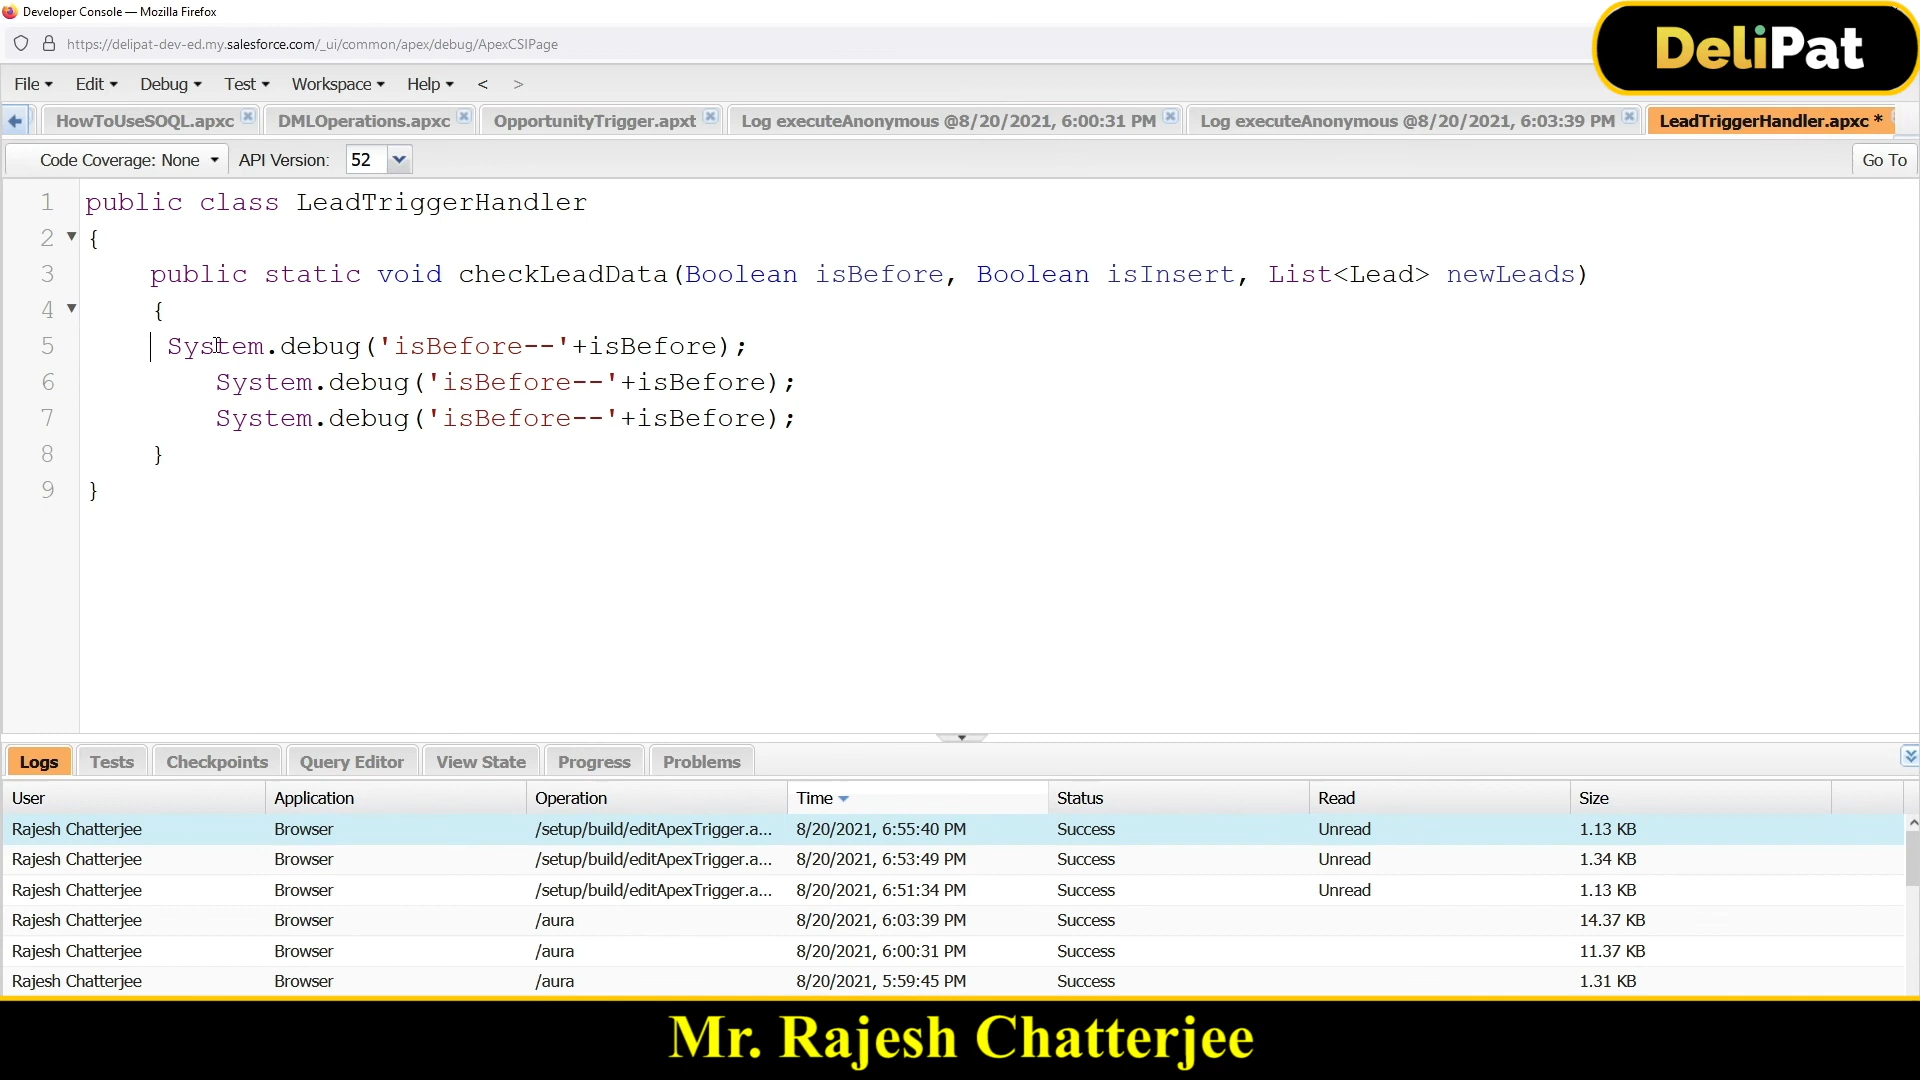 Developer Console — Mozilla Firefox
https://delipat-dev-ed.my.salesforce.com/_ui/common/apex/debug/ApexCSIPage
DeliPat
File Edit Debug Test Workspace Help < >
HowToUseSOQL.apxc DMLOperations.apxc OpportunityTrigger.apxt Log executeAnonymous @8/20/2021, 6:00:31 PM Log executeAnonymous @8/20/2021, 6:03:39 PM LeadTriggerHandler.apxc *
Code Coverage: None API Version: 52 Go To
1 public class LeadTriggerHandler
2 {
3 public static void checkLeadData(Boolean isBefore, Boolean isInsert, List<Lead> newLeads)
4 {
5 System.debug('isBefore--'+isBefore);
6 System.debug('isBefore--'+isBefore);
7 System.debug('isBefore--'+isBefore);
8 }
9 }
Logs Tests Checkpoints Query Editor View State Progress Problems
User Application Operation Time Status Read Size
Rajesh Chatterjee Browser /setup/build/editApexTrigger.a... 8/20/2021, 6:55:40 PM Success Unread 1.13 KB
Rajesh Chatterjee Browser /setup/build/editApexTrigger.a... 8/20/2021, 6:53:49 PM Success Unread 1.34 KB
Rajesh Chatterjee Browser /setup/build/editApexTrigger.a... 8/20/2021, 6:51:34 PM Success Unread 1.13 KB
Rajesh Chatterjee Browser /aura 8/20/2021, 6:03:39 PM Success 14.37 KB
Rajesh Chatterjee Browser /aura 8/20/2021, 6:00:31 PM Success 11.37 KB
Rajesh Chatterjee Browser /aura 8/20/2021, 5:59:45 PM Success 1.31 KB
Mr. Rajesh Chatterjee